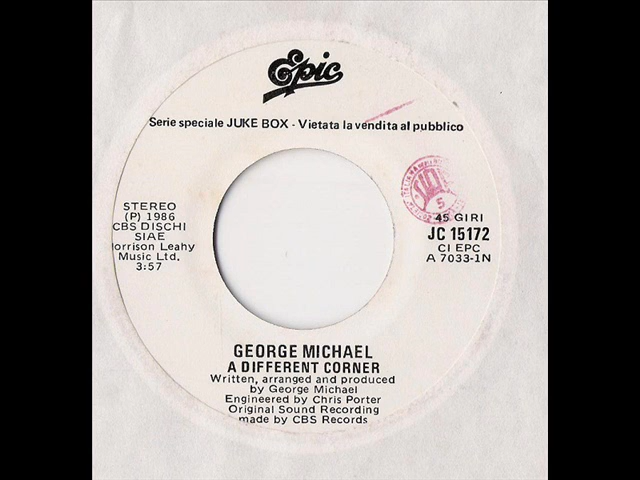 Epic
Serie speciale JUKE BOX - Vietata la vendita al pubblico
STEREO
(P) 1986
CBS DISCHI
SIAE
orrison Leahy
Music Ltd.
3:57
5
45 GIRI
JC 15172
CI EPC
A 7033-1N
GEORGE MICHAEL
A DIFFERENT CORNER
Written, arranged and produced
by George Michael
Engineered by Chris Porter
Original Sound Recording
made by CBS Records